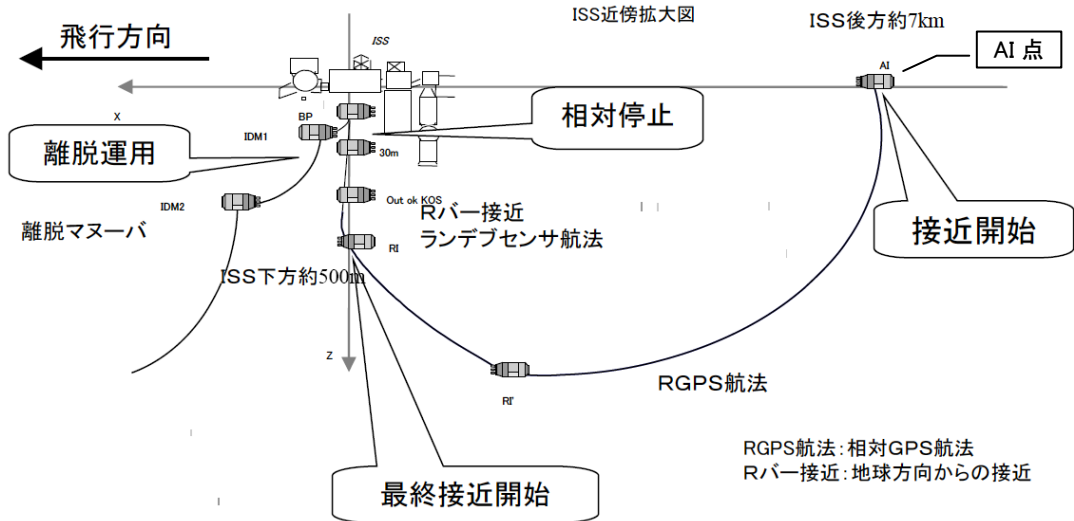 ISS近傍拡大図
ISS後方約7km
飛行方向
ISS
AI 点
AI
X
BP
IDM1
相対停止
離脱運用
30m
IDM2
Out ok KOS
Rバー接近
ランデブセンサ航法
離脱マヌーバ
RI
接近開始
ISS下方約500m
Z
RGPS航法
RI'
RGPS航法:相対GPS航法
Rバー接近:地球方向からの接近
最終接近開始